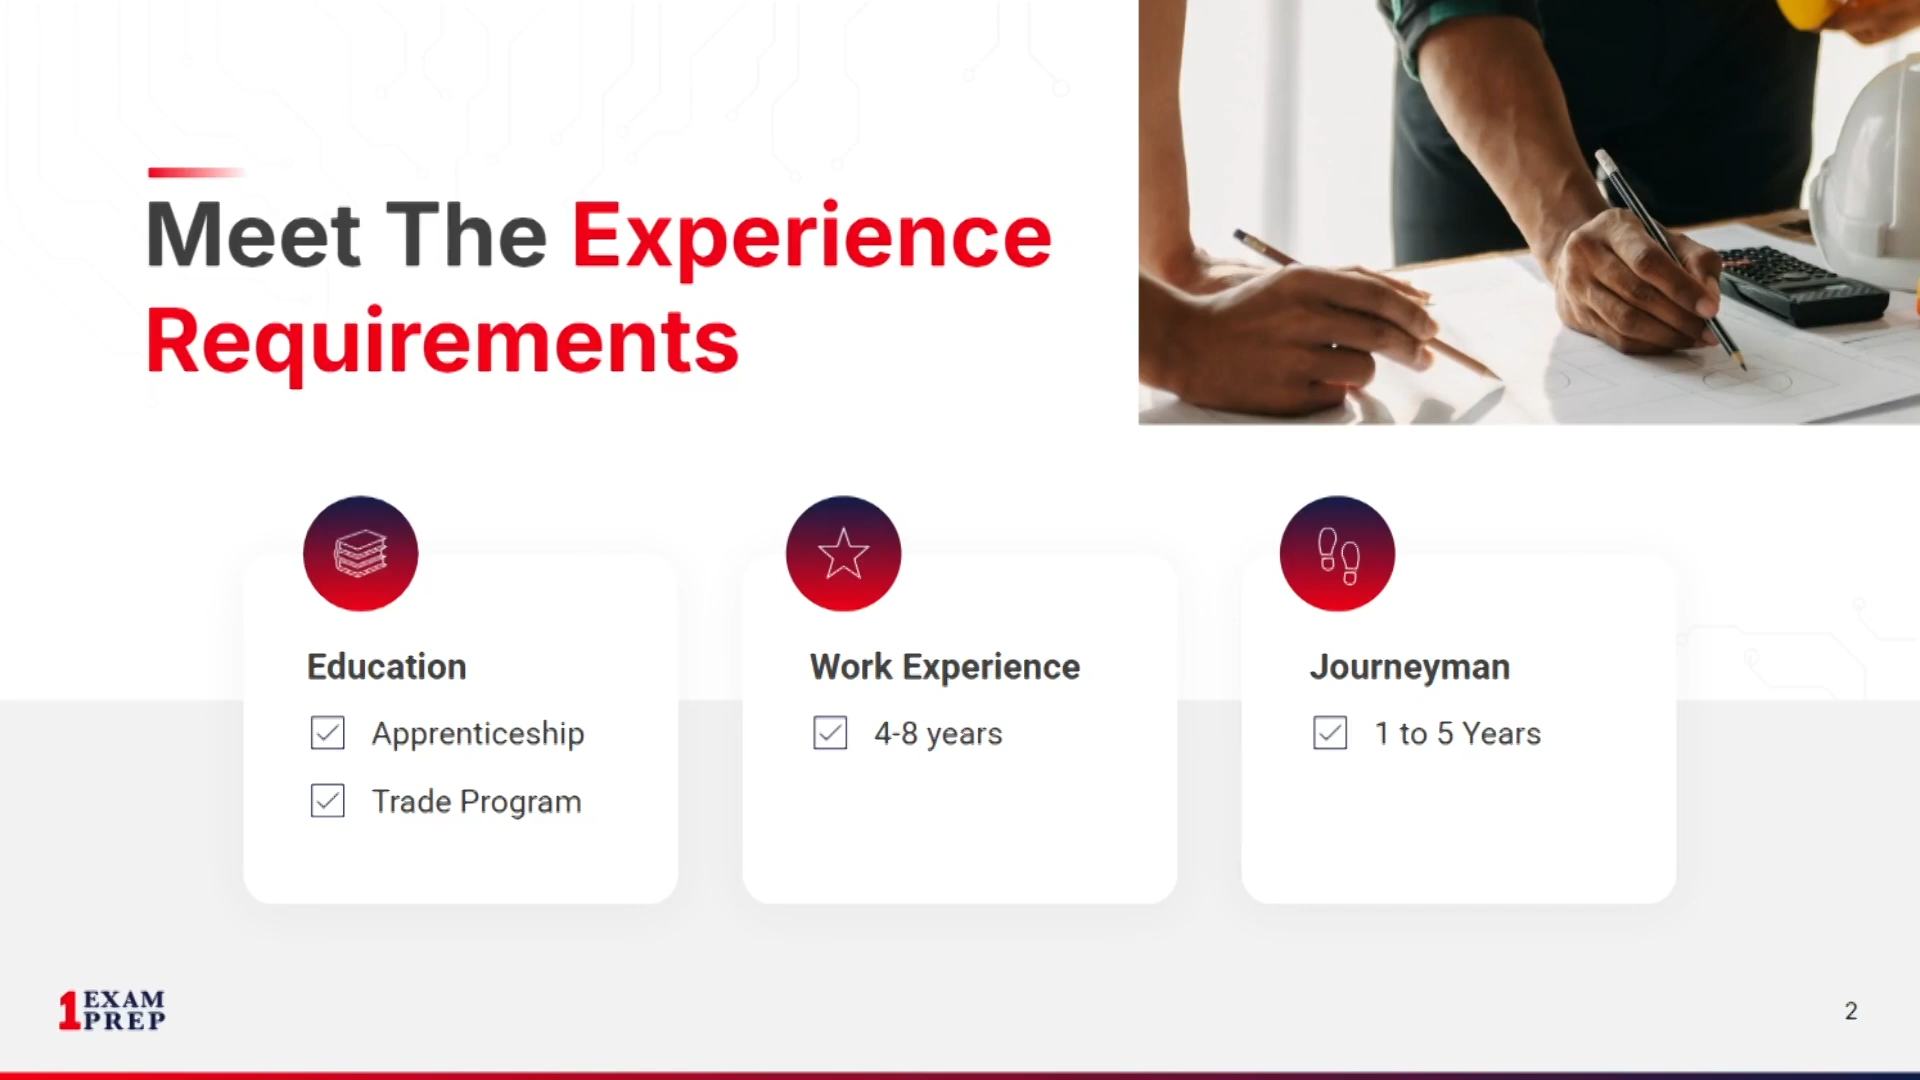 Meet The Experience
Requirements
Education
Apprenticeship
Trade Program
Work Experience
4-8 years
Journeyman
1 to 5 Years
1 EXAM
PREP
2